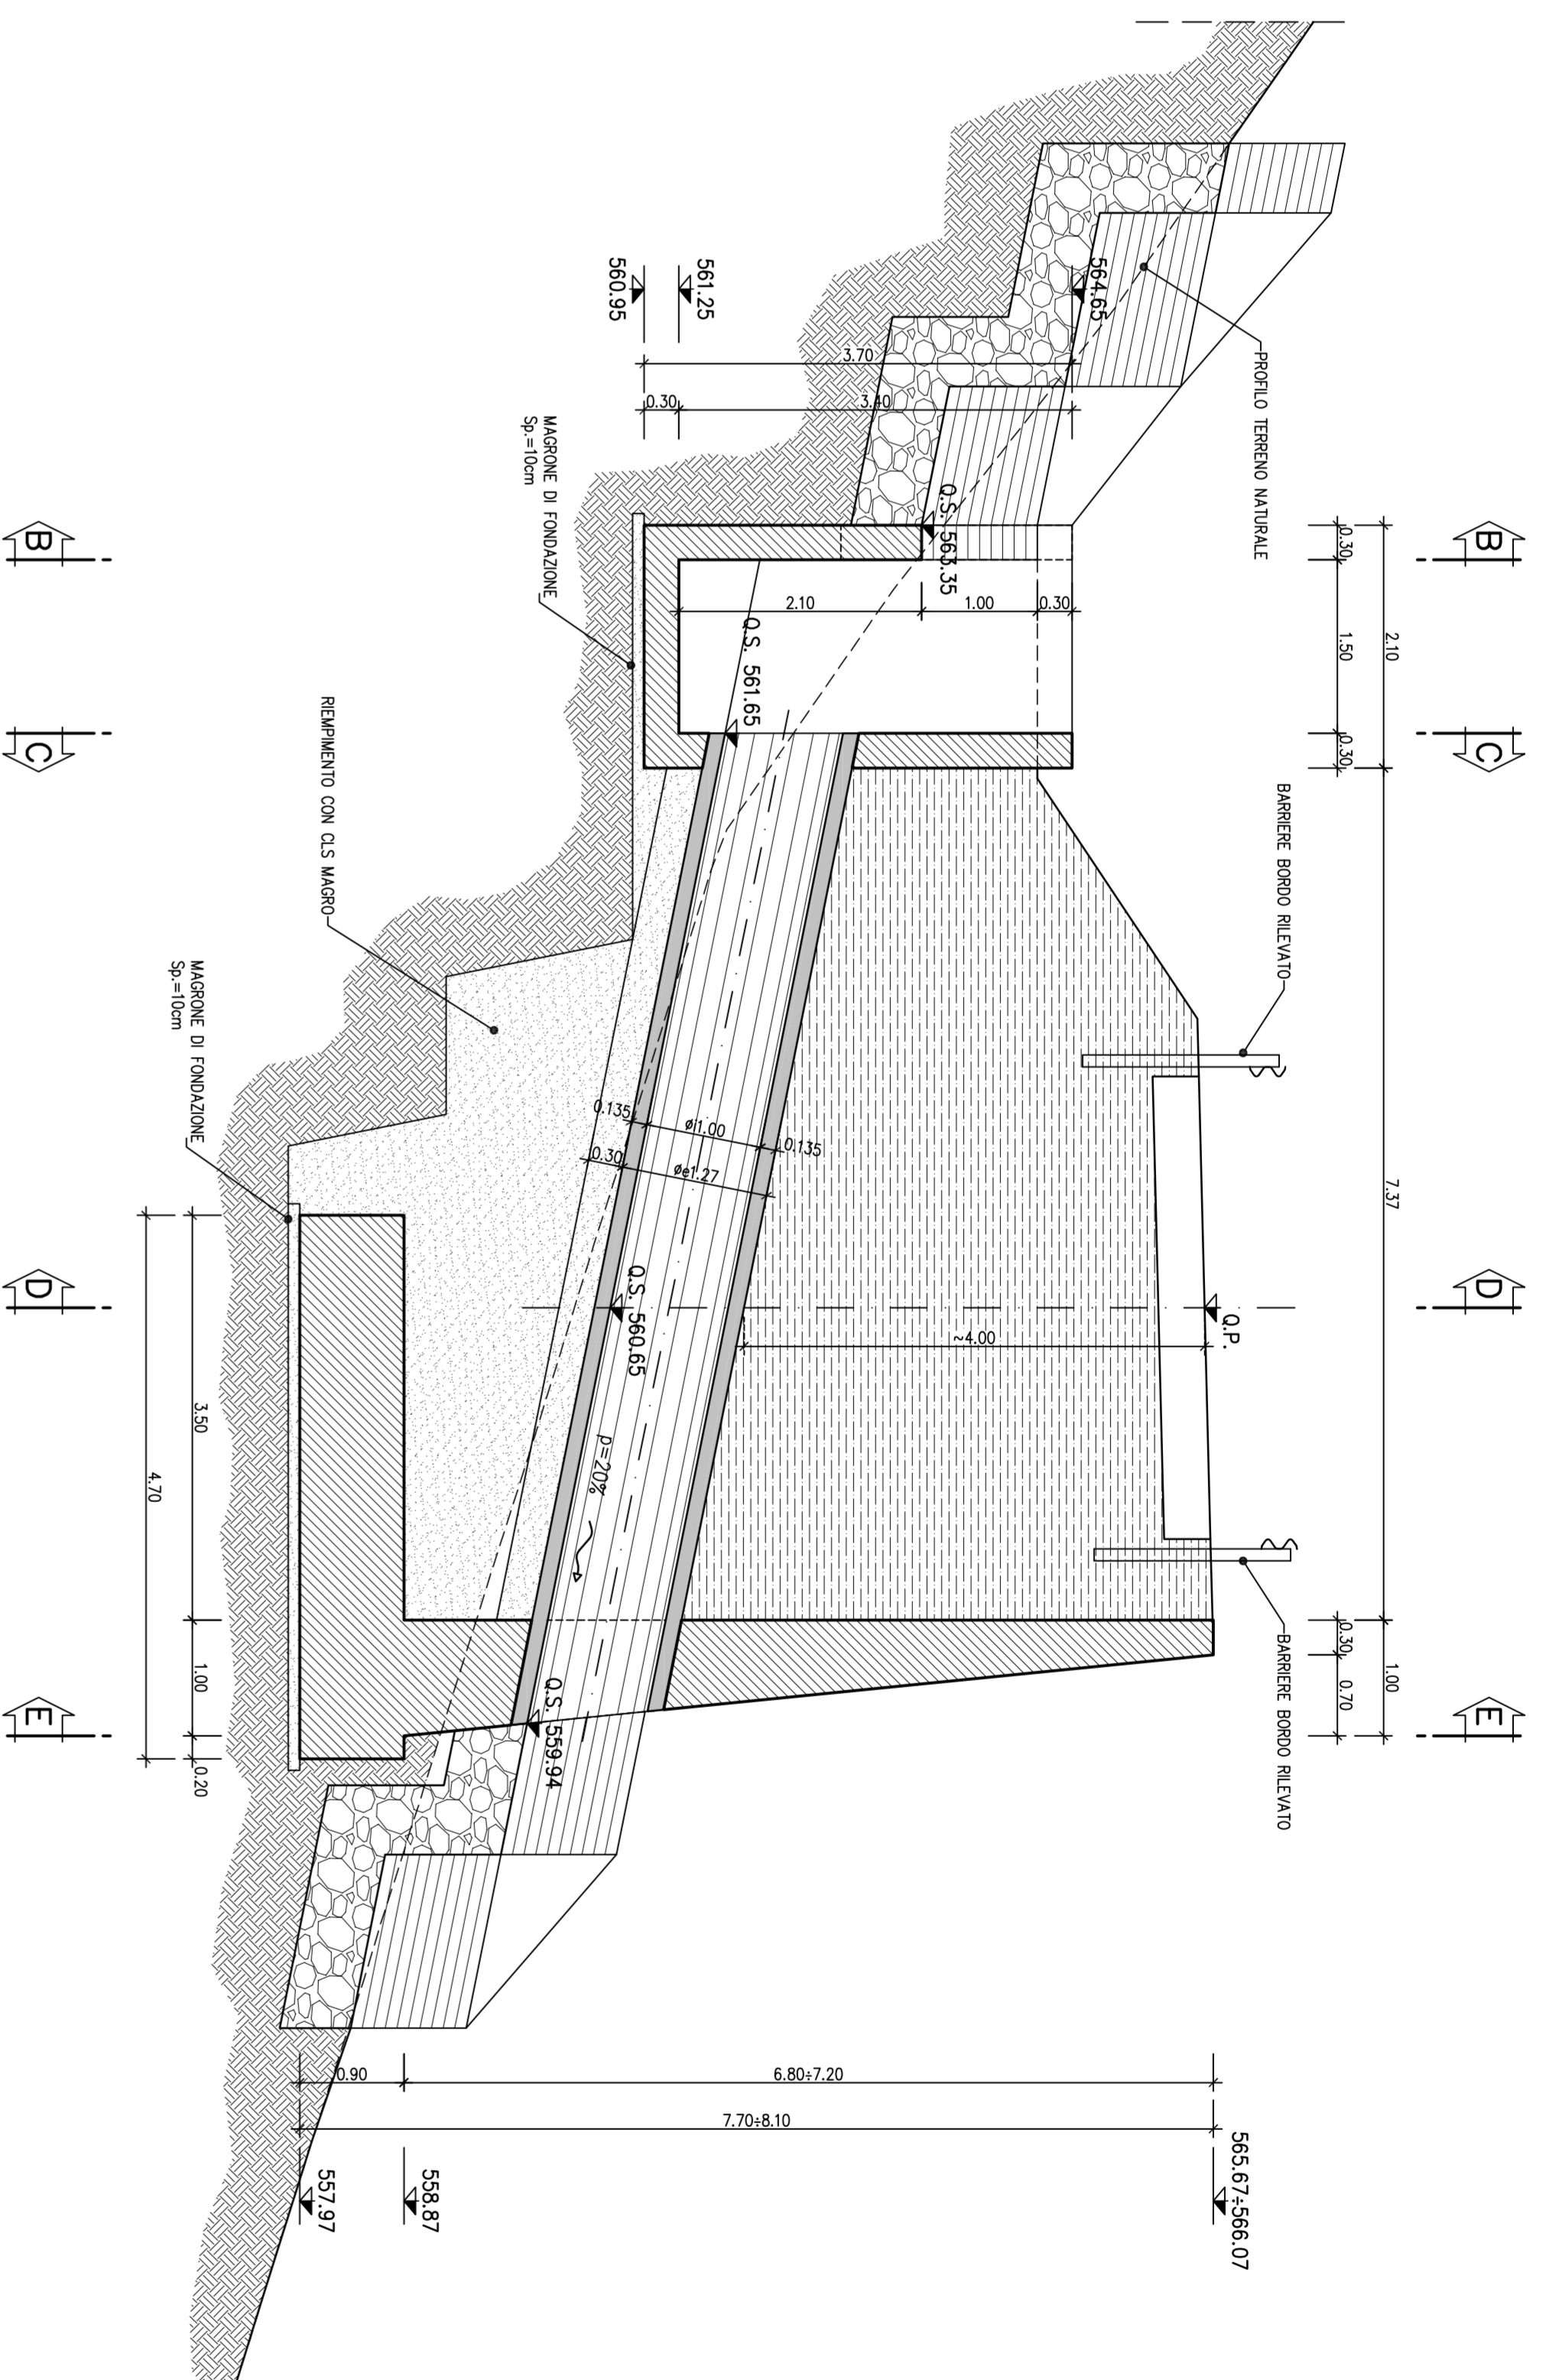 B
C
D
E
2.10
7.37
1.00
0.30
1.50
0.30
0.30
0.70
PROFILO TERRENO NATURALE
BARRIERE BORDO RILEVATO
BARRIERE BORDO RILEVATO
Q.P.
565.67÷566.07
564.65
Q.S. 563.35
Q.S. 561.65
561.25
560.95
3.70
3.40
0.30
2.10
1.00
0.30
~4.00
0.135
øi1.00
0.135
0.30
øe1.27
Q.S. 560.65
p=20%
Q.S. 559.94
MAGRONE DI FONDAZIONE
Sp.=10cm
RIEMPIMENTO CON CLS MAGRO
MAGRONE DI FONDAZIONE
Sp.=10cm
6.80÷7.20
0.90
7.70÷8.10
558.87
557.97
3.50
1.00
0.20
4.70
B
C
D
E